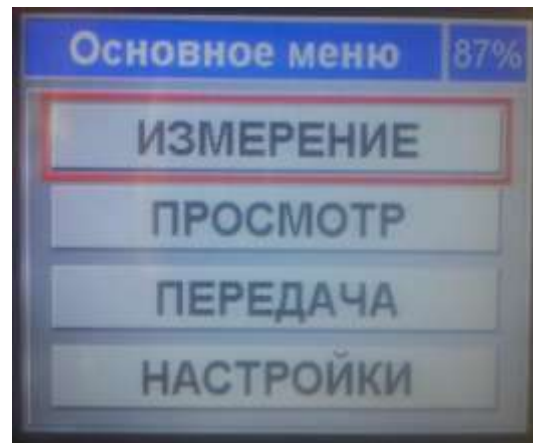 Основное меню 87%
ИЗМЕРЕНИЕ
ПРОСМОТР
ПЕРЕДАЧА
НАСТРОЙКИ